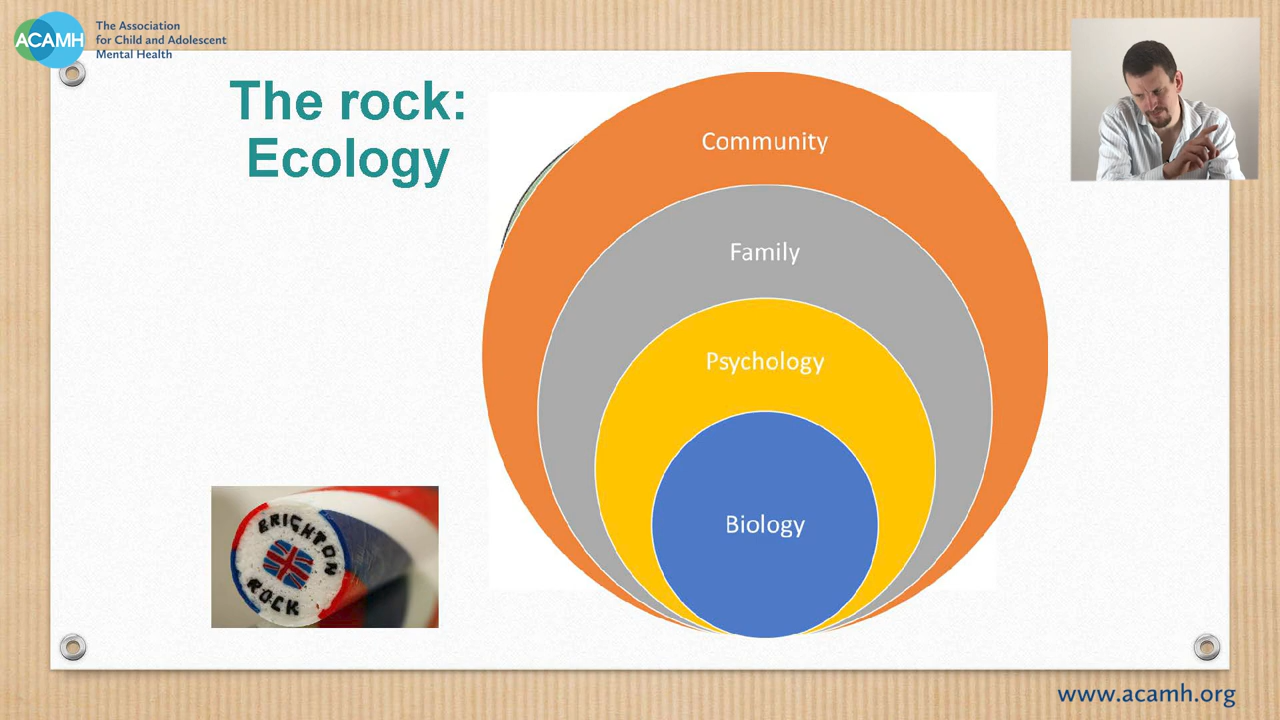 ACAMH
The Association
for Child and Adolescent
Mental Health
The rock:
Ecology
Community
Family
Psychology
Biology
BRIGHTON
ROCK
www.acamh.org